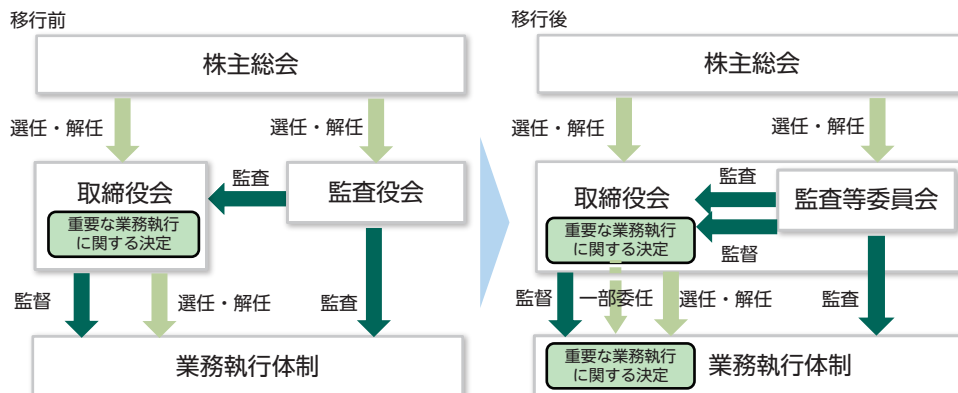 移行前
株主総会
選任・解任
選任・解任
取締役会
監査
監査役会
重要な業務執行
に関する決定
監督
選任・解任
監査
業務執行体制
移行後
株主総会
選任・解任
選任・解任
取締役会
監査
監査等委員会
重要な業務執行
に関する決定
監督
監督
一部委任
選任・解任
監査
重要な業務執行
に関する決定
業務執行体制